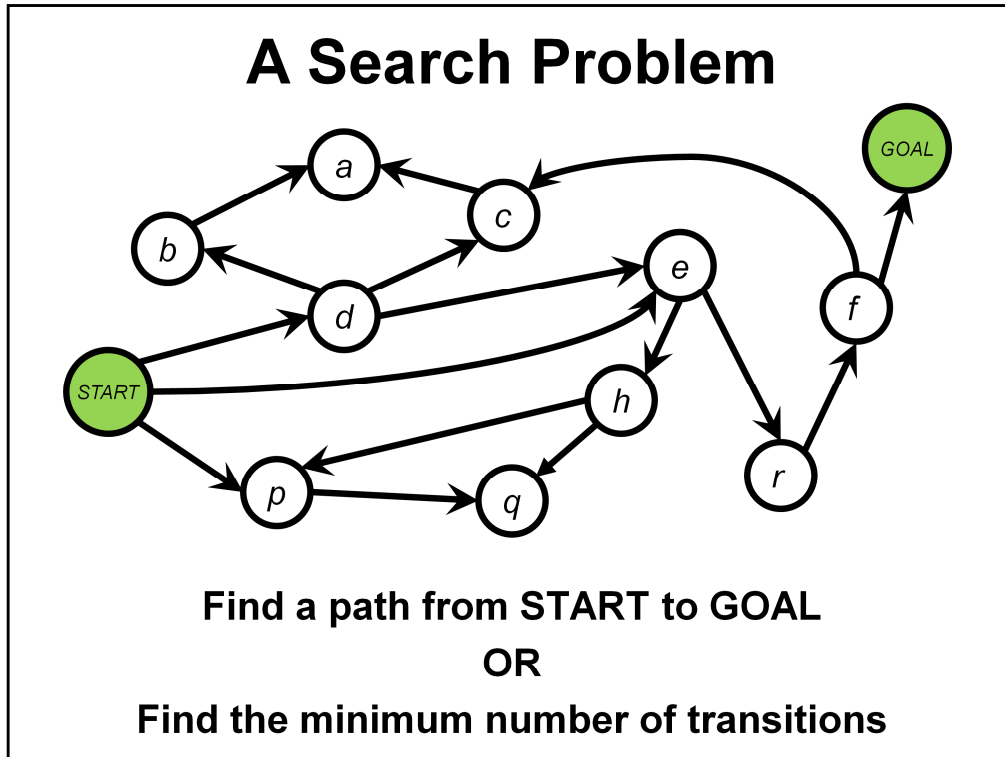 A Search Problem
a
GOAL
c
b
e
d
f
START
h
r
p
q
Find a path from START to GOAL
OR
Find the minimum number of transitions